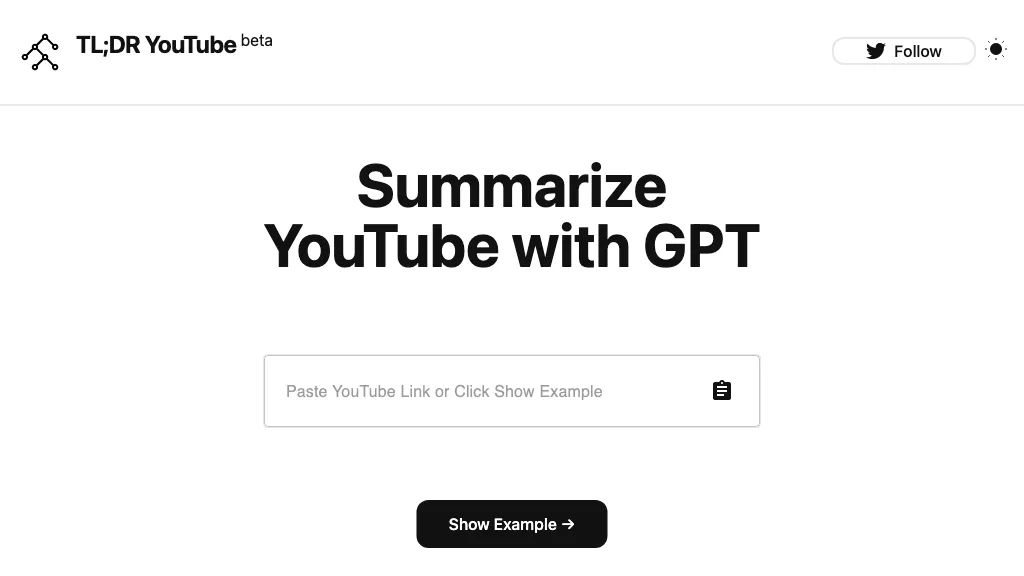 TL;DR YouTube beta
Follow
Summarize
YouTube with GPT
Paste YouTube Link or Click Show Example
Show Example →